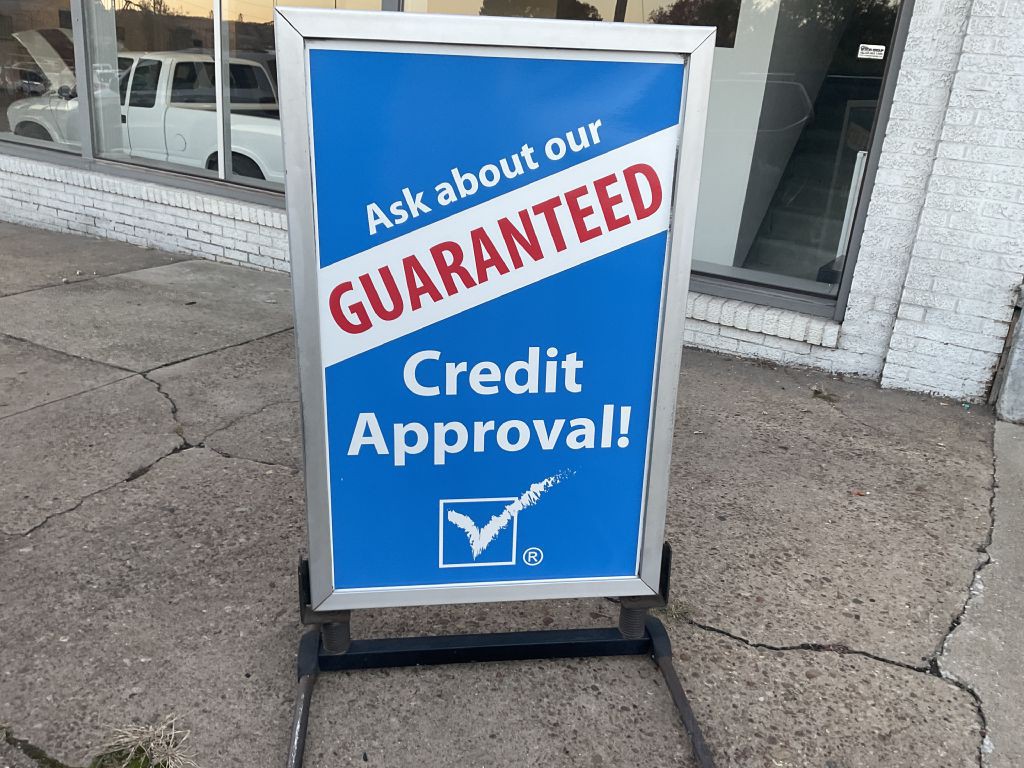 Ask about our
GUARANTEED
Credit
Approval!
®